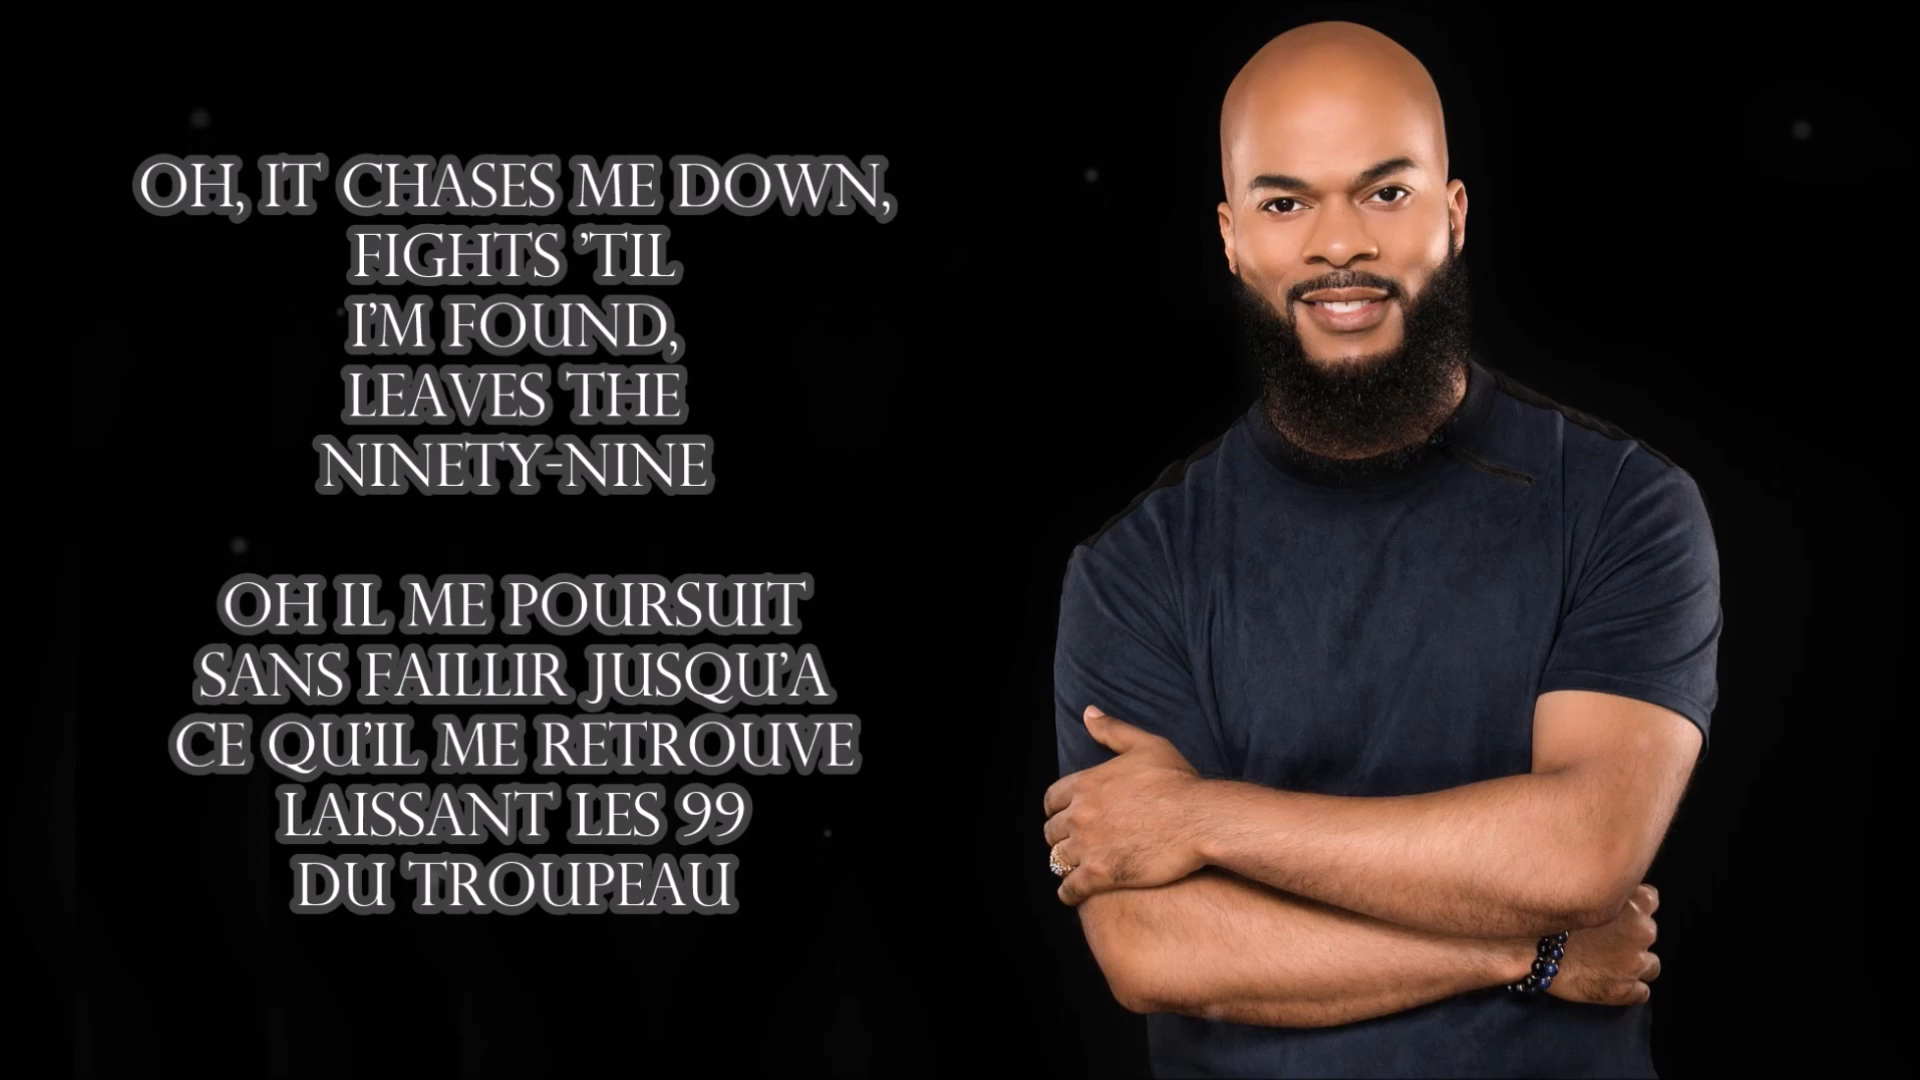 OH, IT CHASES ME DOWN,
FIGHTS 'TIL
I'M FOUND,
LEAVES THE
NINETY-NINE
OH IL ME POURSUIT
SANS FAILLIR JUSQU'A
CE QU'IL ME RETROUVE
LAISSANT LES 99
DU TROUPEAU